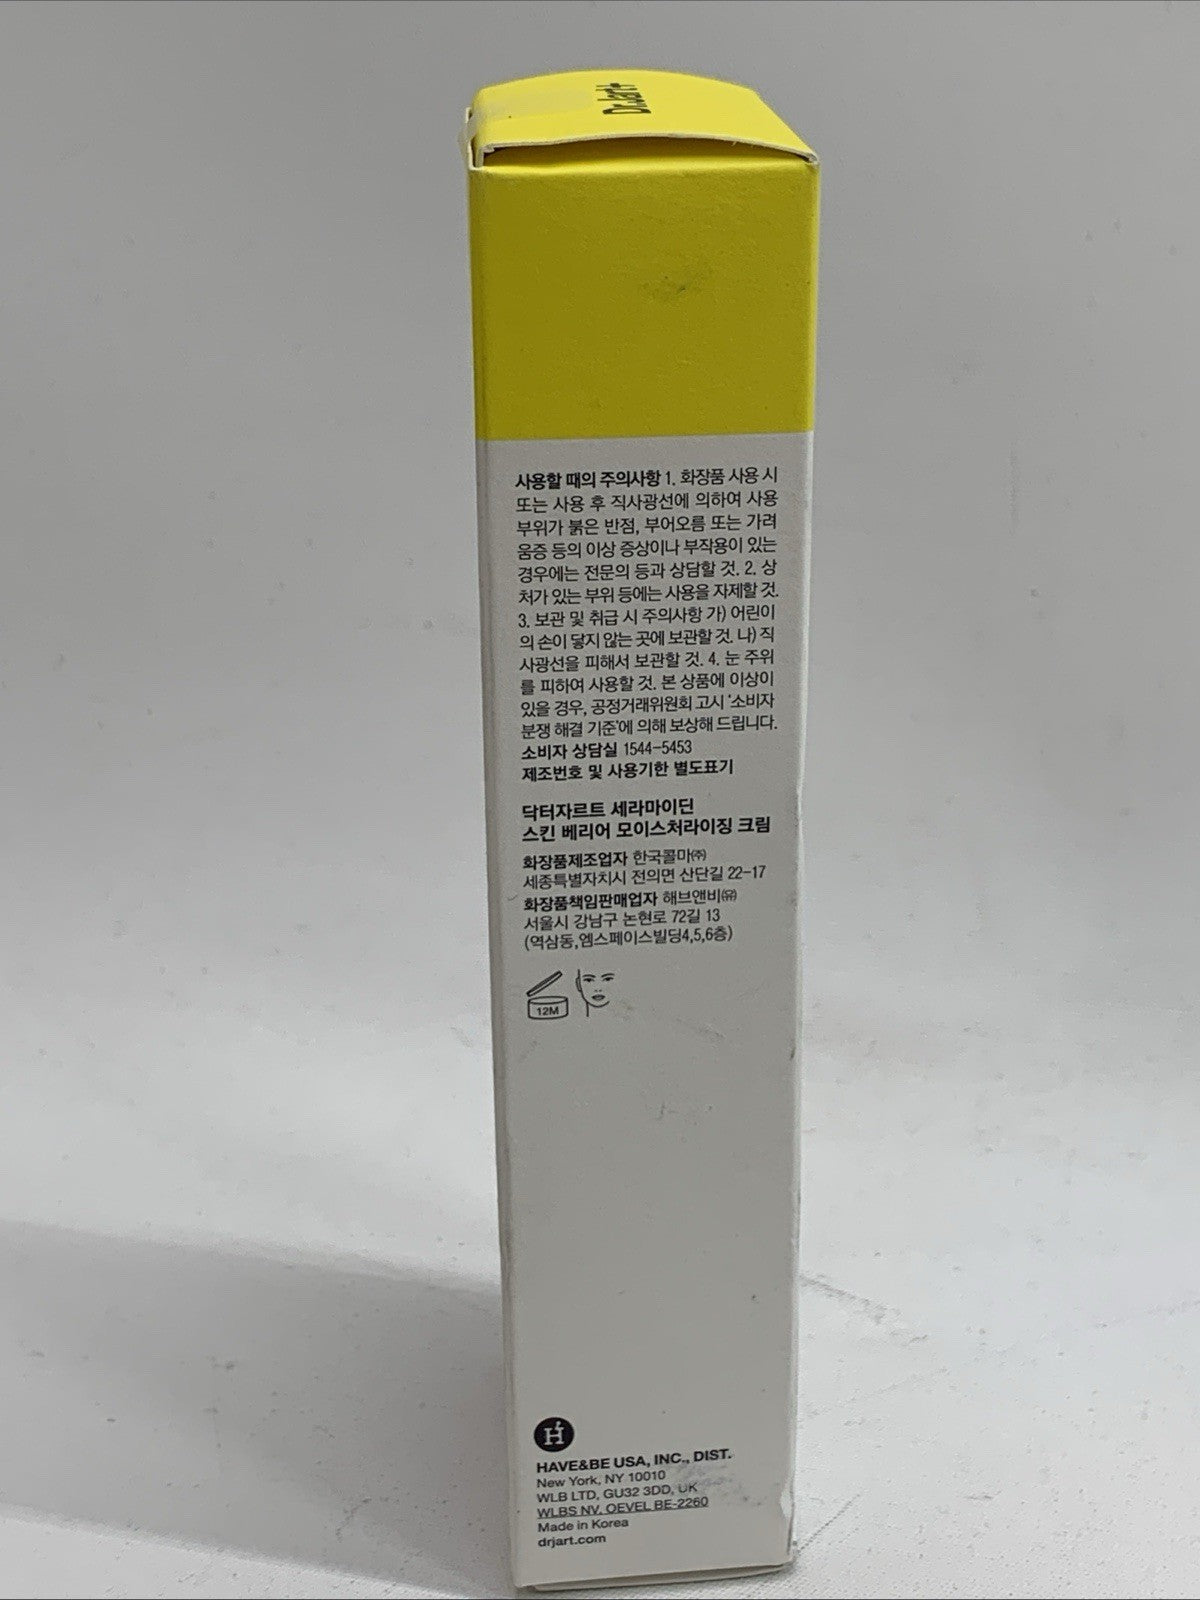 Dr.Jart+
사용할 때의 주의사항 1. 화장품 사용 시
또는 사용 후 직사광선에 의하여 사용
부위가 붉은 반점, 부어오름 또는 가려
움증 등의 이상 증상이나 부작용이 있는
경우에는 전문의 등과 상담할 것. 2. 상
처가 있는 부위 등에는 사용을 자제할 것.
3. 보관 및 취급 시 주의사항 가) 어린이
의 손이 닿지 않는 곳에 보관할 것. 나) 직
사광선을 피해서 보관할 것. 4. 눈 주위
를 피하여 사용할 것. 본 상품에 이상이
있을 경우, 공정거래위원회 고시 '소비자
분쟁 해결 기준'에 의해 보상해 드립니다.
소비자 상담실 1544-5453
제조번호 및 사용기한 별도표기
닥터자르트 세라마이딘
스킨 베리어 모이스처라이징 크림
화장품제조업자 한국콜마㈜
세종특별자치시 전의면 산단길 22-17
화장품책임판매업자 해브앤비(유)
서울시 강남구 논현로 72길 13
(역삼동,엠스페이스빌딩4,5,6층)
12M
H
HAVE&BE USA, INC., DIST.
New York, NY 10010
WLB LTD, GU32 3DD, UK
WLBS NV, OEVEL BE-2260
Made in Korea
drjart.com